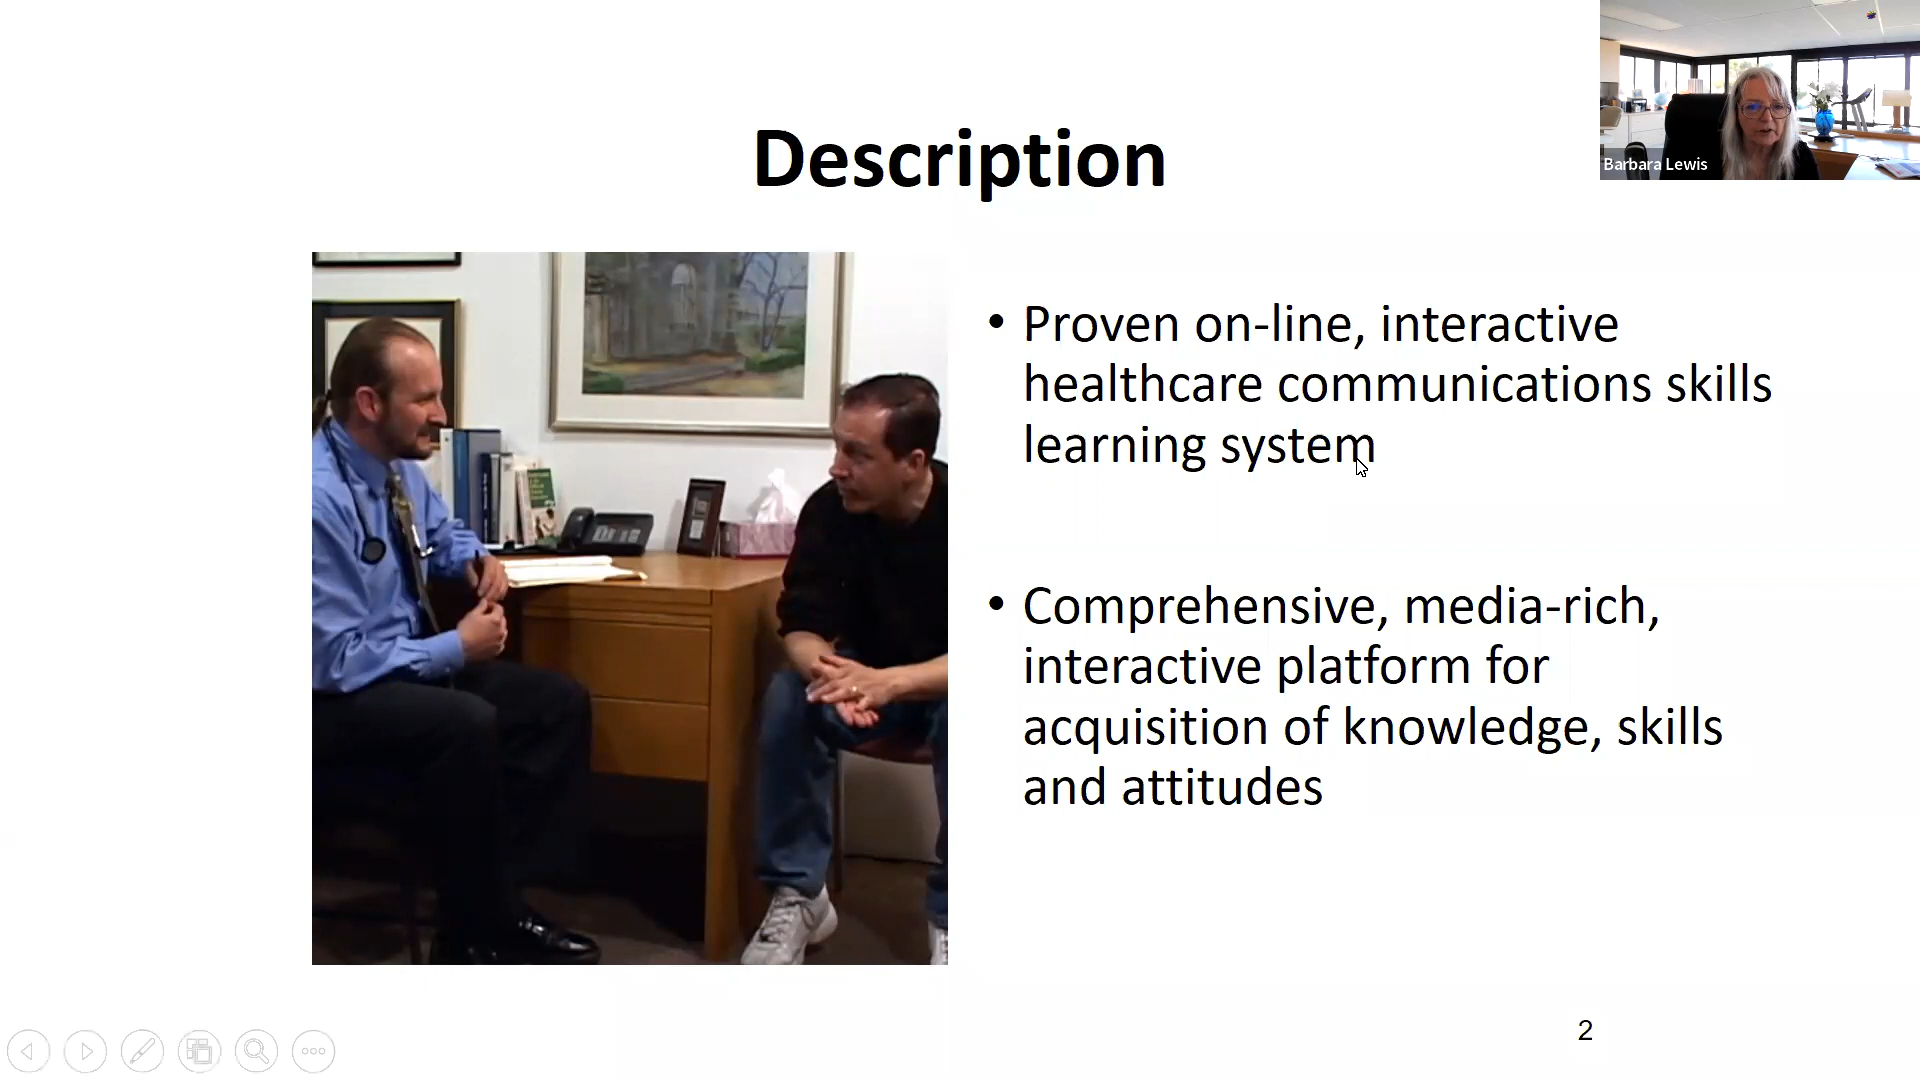 Description
Barbara Lewis
• Proven on-line, interactive
healthcare communications skills
learning system
• Comprehensive, media-rich,
interactive platform for
acquisition of knowledge, skills
and attitudes
2